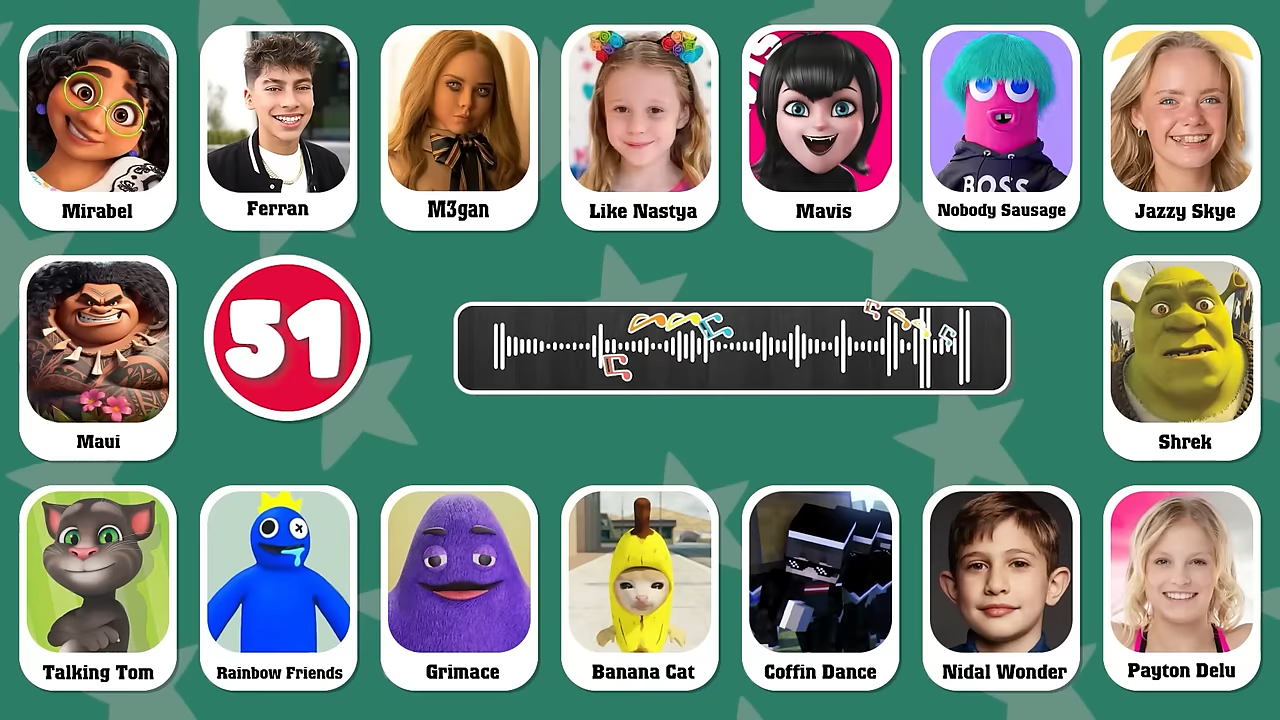 Mirabel
Ferran
M3gan
Like Nastya
Mavis
BOSS
Nobody Sausage
Jazzy Skye
Maui
51
Shrek
Talking Tom
Rainbow Friends
Grimace
Banana Cat
Coffin Dance
Nidal Wonder
Payton Delu